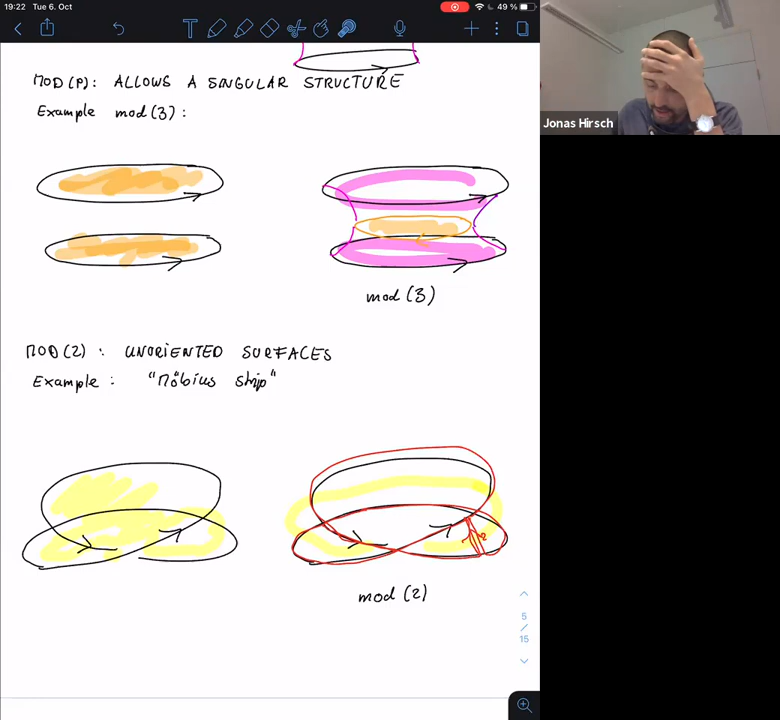 19:22 Tue 6. Oct
49 %
MOD(P): ALLOWS A SINGULAR STRUCTURE
Example mod(3):
Jonas Hirsch
mod (3)
MOD(2): UNORIENTED SURFACES
Example: "Möbius strip"
2
mod (2)
5
/
15